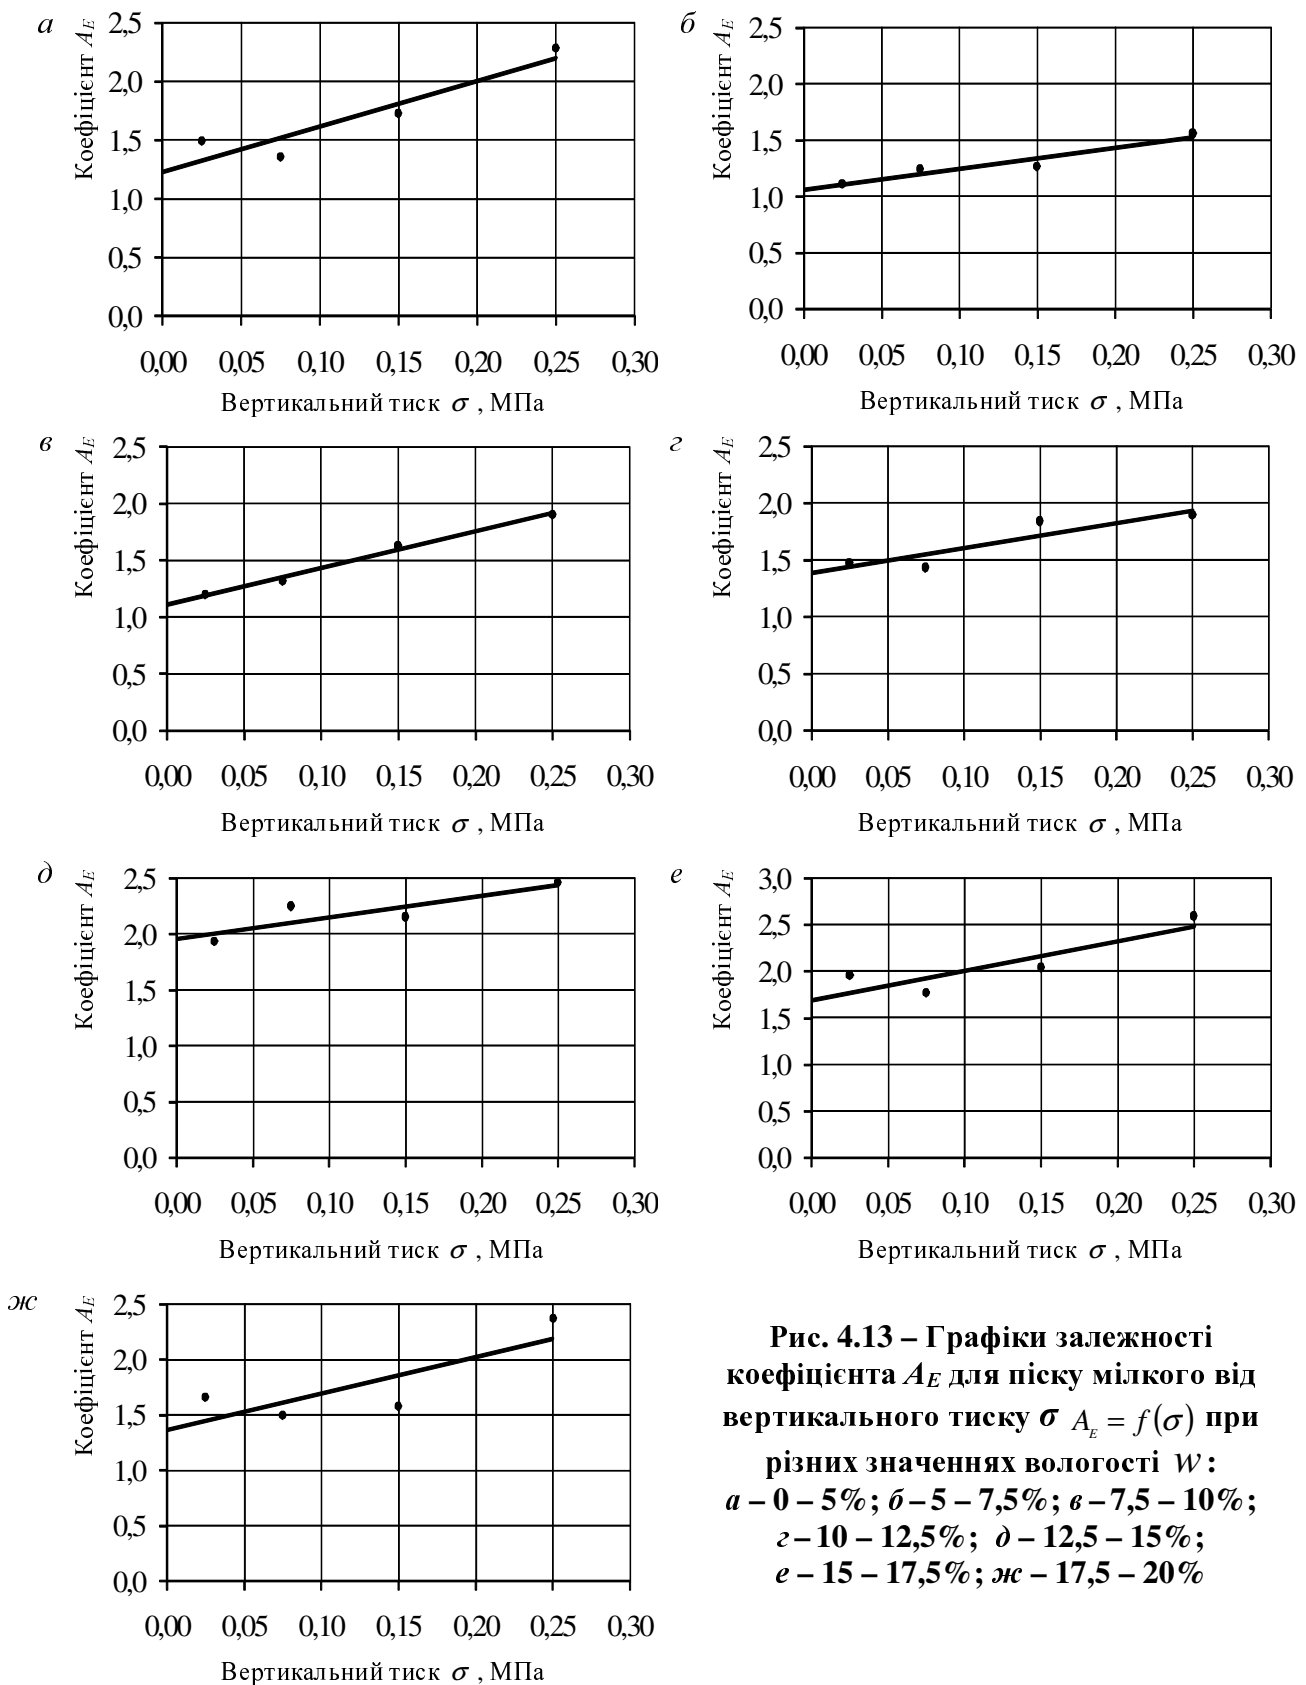 а
Коефіцієнт AE
2,5
2,0
1,5
1,0
0,5
0,0
0,00 0,05 0,10 0,15 0,20 0,25 0,30
Вертикальний тиск σ , МПа
б
Коефіцієнт AE
2,5
2,0
1,5
1,0
0,5
0,0
0,00 0,05 0,10 0,15 0,20 0,25 0,30
Вертикальний тиск σ , МПа
в
Коефіцієнт AE
2,5
2,0
1,5
1,0
0,5
0,0
0,00 0,05 0,10 0,15 0,20 0,25 0,30
Вертикальний тиск σ , МПа
г
Коефіцієнт AE
2,5
2,0
1,5
1,0
0,5
0,0
0,00 0,05 0,10 0,15 0,20 0,25 0,30
Вертикальний тиск σ , МПа
д
Коефіцієнт AE
2,5
2,0
1,5
1,0
0,5
0,0
0,00 0,05 0,10 0,15 0,20 0,25 0,30
Вертикальний тиск σ , МПа
е
Коефіцієнт AE
3,0
2,5
2,0
1,5
1,0
0,5
0,0
0,00 0,05 0,10 0,15 0,20 0,25 0,30
Вертикальний тиск σ , МПа
ж
Коефіцієнт AE
2,5
2,0
1,5
1,0
0,5
0,0
0,00 0,05 0,10 0,15 0,20 0,25 0,30
Вертикальний тиск σ , МПа
Рис. 4.13 – Графіки залежності
коефіцієнта AE для піску мілкого від
вертикального тиску σ AE = f(σ) при
різних значеннях вологості w :
а – 0 – 5%; б – 5 – 7,5%; в – 7,5 – 10%;
г – 10 – 12,5%; д – 12,5 – 15%;
е – 15 – 17,5%; ж – 17,5 – 20%